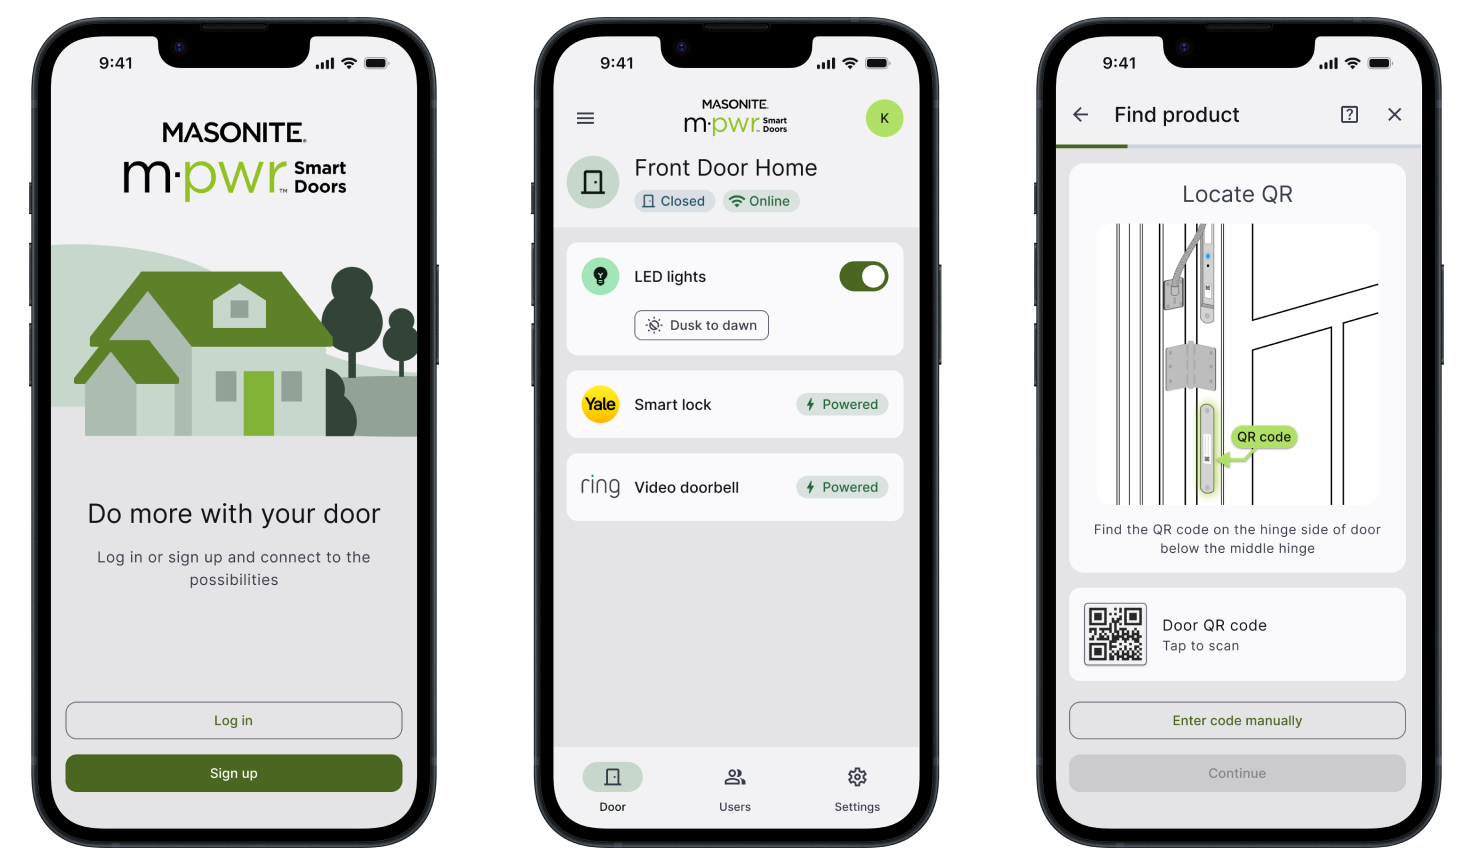 9:41
MASONITE.
m·pwr™ Smart Doors
Do more with your door
Log in or sign up and connect to the
possibilities
Log in
Sign up
9:41
MASONITE.
m·pwr™ Smart Doors
K
Front Door Home
Closed
Online
LED lights
Dusk to dawn
Yale
Smart lock
Powered
ring
Video doorbell
Powered
Door
Users
Settings
9:41
Find product
?
Locate QR
QR code
Find the QR code on the hinge side of door
below the middle hinge
Door QR code
Tap to scan
Enter code manually
Continue